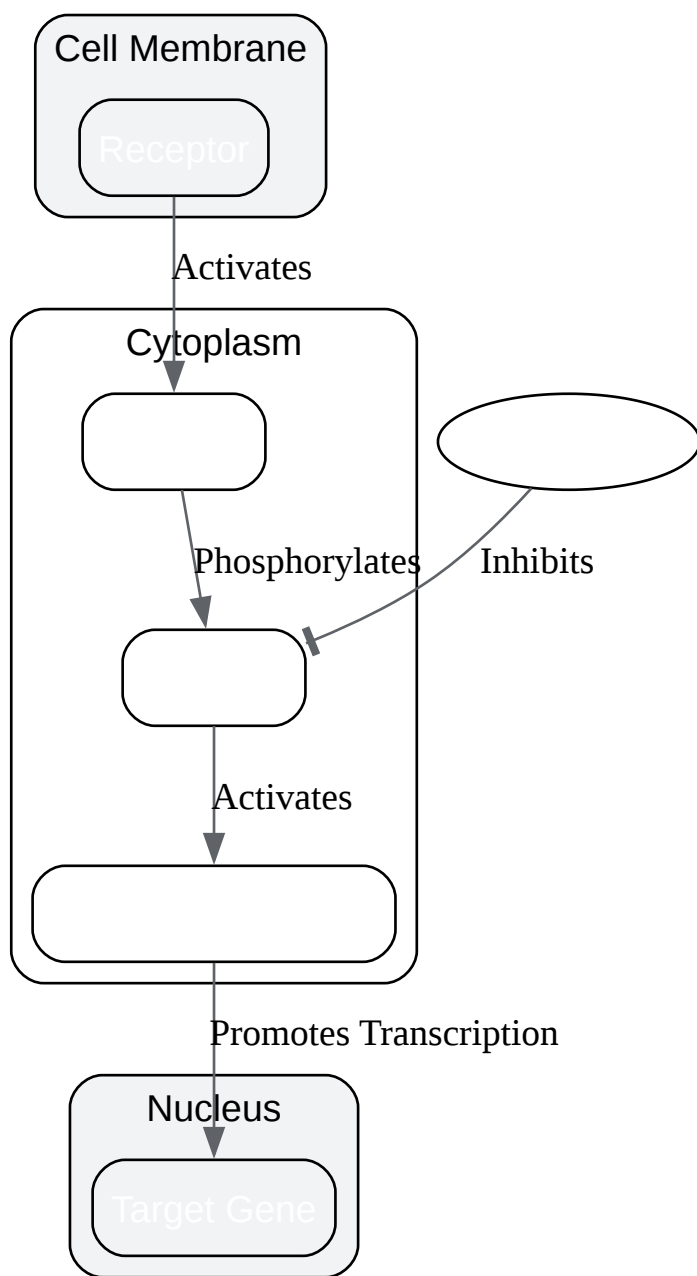 Cell Membrane
Receptor
Activates
Cytoplasm
Phosphorylates
Inhibits
Activates
Promotes Transcription
Nucleus
Target Gene